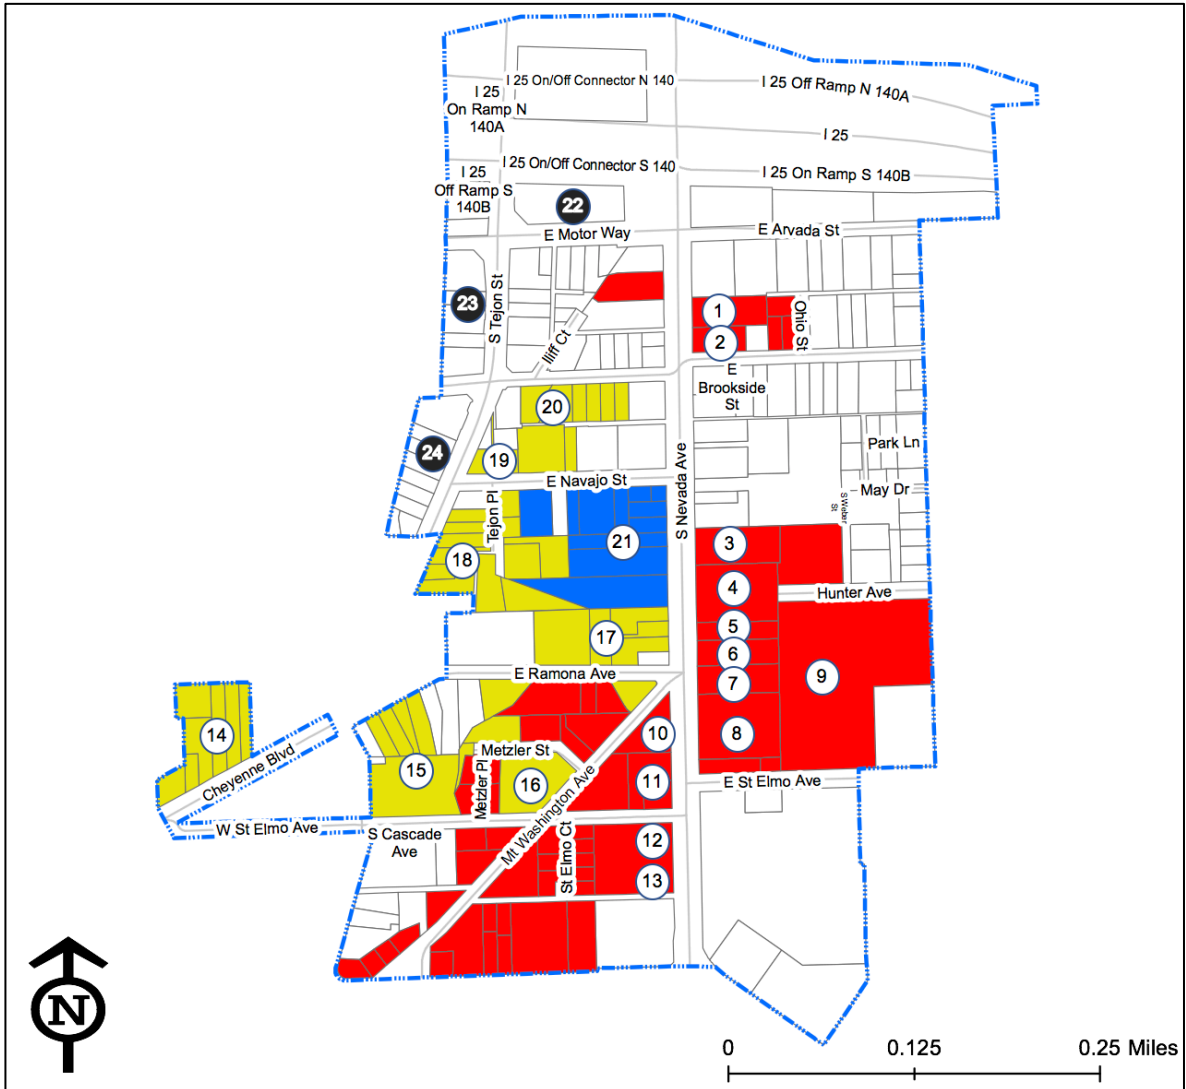 I 25 On/Off Connector N 140
I 25 Off Ramp N 140A
I 25
On Ramp N
140A
I 25
I 25 On/Off Connector S 140
I 25 On Ramp S 140B
I 25
Off Ramp S
140B
22
E Motor Way
E Arvada St
S Tejon St
23
1
Ohio St
2
Iliff Ct
E
Brookside
St
20
24
19
S Nevada Ave
Park Ln
E Navajo St
May Dr
S Weber
St
Tejon Pl
21
3
18
4
Hunter Ave
5
17
6
E Ramona Ave
7
9
14
10
8
Cheyenne Blvd
Metzler St
15
Metzler Pl
16
11
E St Elmo Ave
Mt Washington Ave
W St Elmo Ave
S Cascade
Ave
St Elmo Ct
12
13
N
0
0.125
0.25 Miles